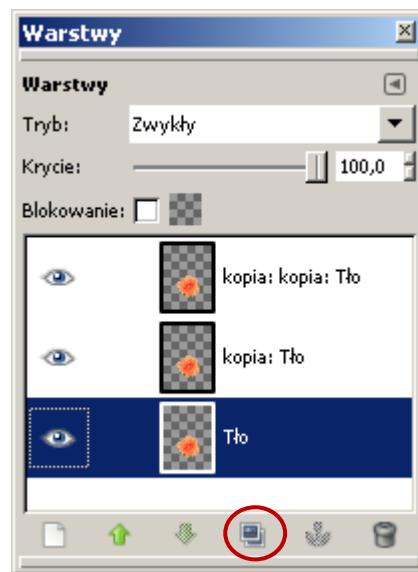 Warstwy
Warstwy
Tryb: Zwykły
Krycie: 100,0
Blokowanie:
kopia: kopia: Tło
kopia: Tło
Tło